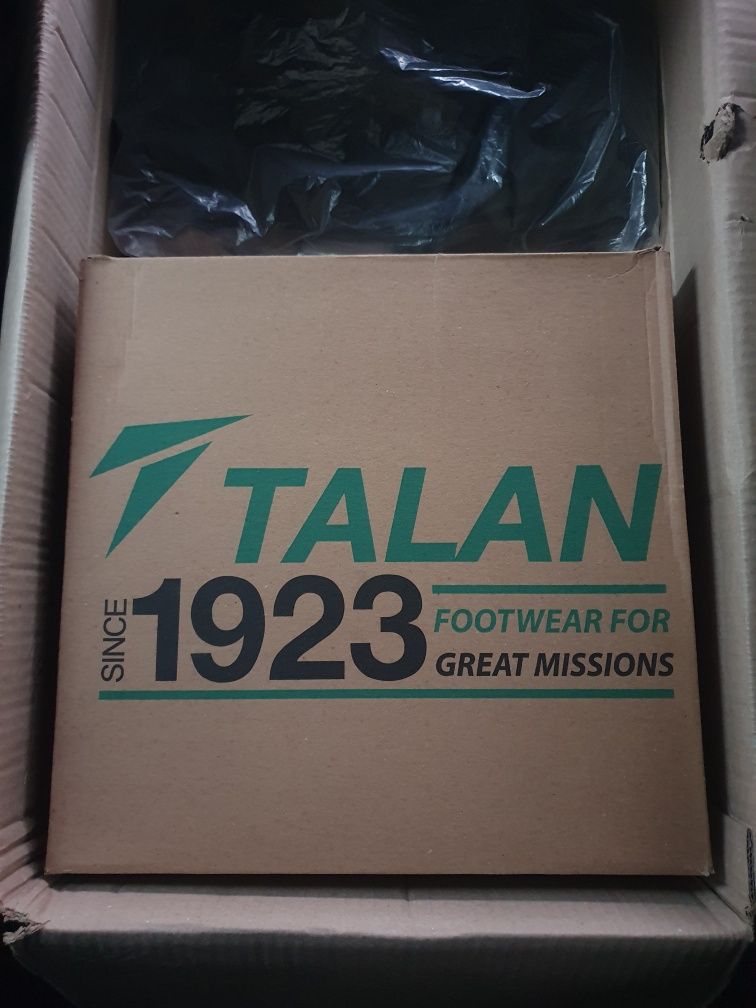 TALAN
SINCE 1923
FOOTWEAR FOR
GREAT MISSIONS